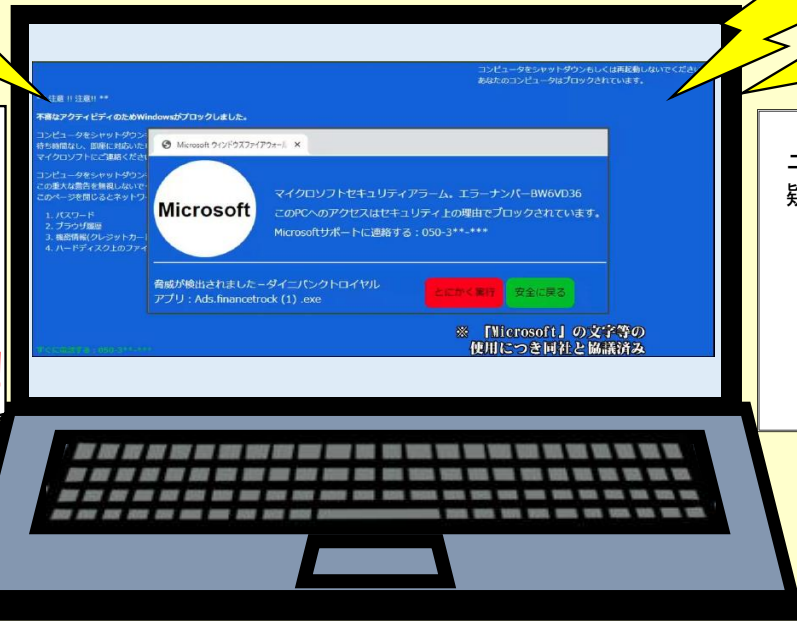 コンピュータをシャットダウンもしくは再起動しないでくださ
あなたのコンピュータはブロックされています。
注意 !! 注意!! **
不審なアクティビティのためWindowsがブロックしました。
コンピュータをシャットダウン
待ち時間なし、即座に対応いた
マイクロソフトにご連絡くださ
コンピュータをシャットダウン
この重大な警告を無視しないで
このページを閉じるとネットワ
1. パスワード
2. ブラウザ履歴
3. 機密情報(クレジットカー
4. ハードディスク上のファイ
Microsoft ウィンドウズファイアウォール ×
Microsoft
マイクロソフトセキュリティアラーム。エラーナンバーBW6VD36
このPCへのアクセスはセキュリティ上の理由でブロックされています。
Microsoftサポートに連絡する：050-3**-***
脅威が検出されました－ダイニバンクトロイヤル
アプリ：Ads.financetrock (1) .exe
とにかく実行
安全に戻る
※ 『Microsoft』の文字等の
使用につき同社と協議済み
050-3**-***